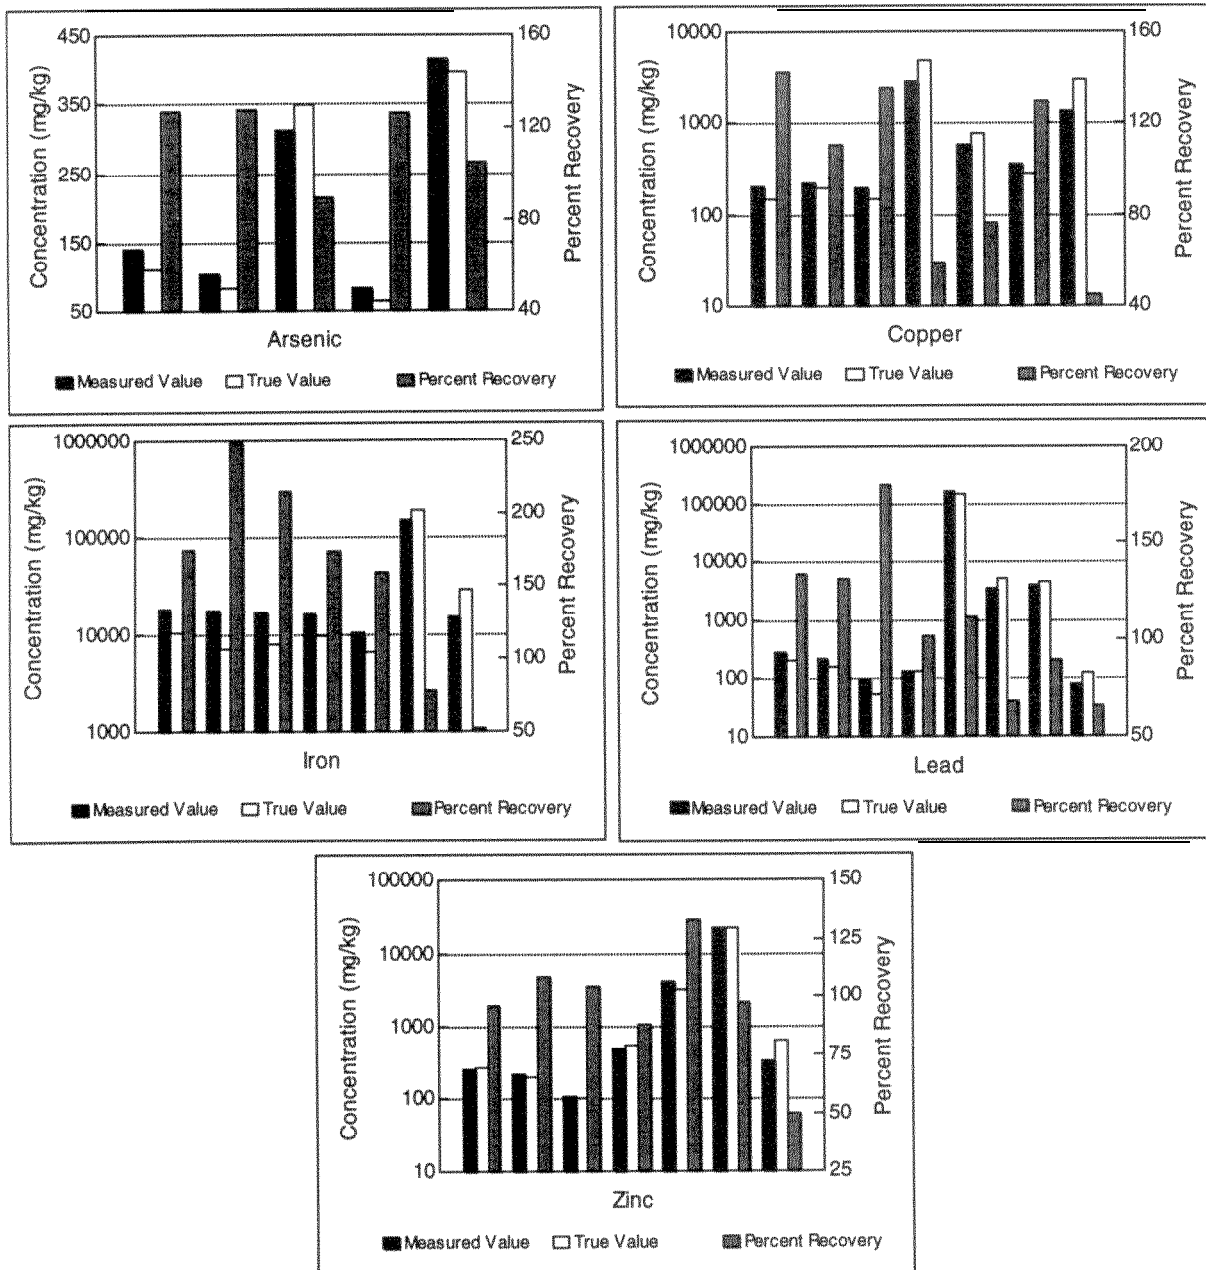 450
350
250
150
50
Concentration (mg/kg)
160
120
80
40
Percent Recovery
Arsenic
Measured Value True Value Percent Recovery
10000
1000
100
10
Concentration (mg/kg)
160
120
80
40
Percent Recovery
Copper
Measured Value True Value Percent Recovery
1000000
100000
10000
1000
Concentration (mg/kg)
250
200
150
100
50
Percent Recovery
Iron
Measured Value True Value Percent Recovery
1000000
100000
10000
1000
100
10
Concentration (mg/kg)
200
150
100
50
Percent Recovery
Lead
Measured Value True Value Percent Recovery
100000
10000
1000
100
10
Concentration (mg/kg)
150
125
100
75
50
25
Percent Recovery
Zinc
Measured Value True Value Percent Recovery